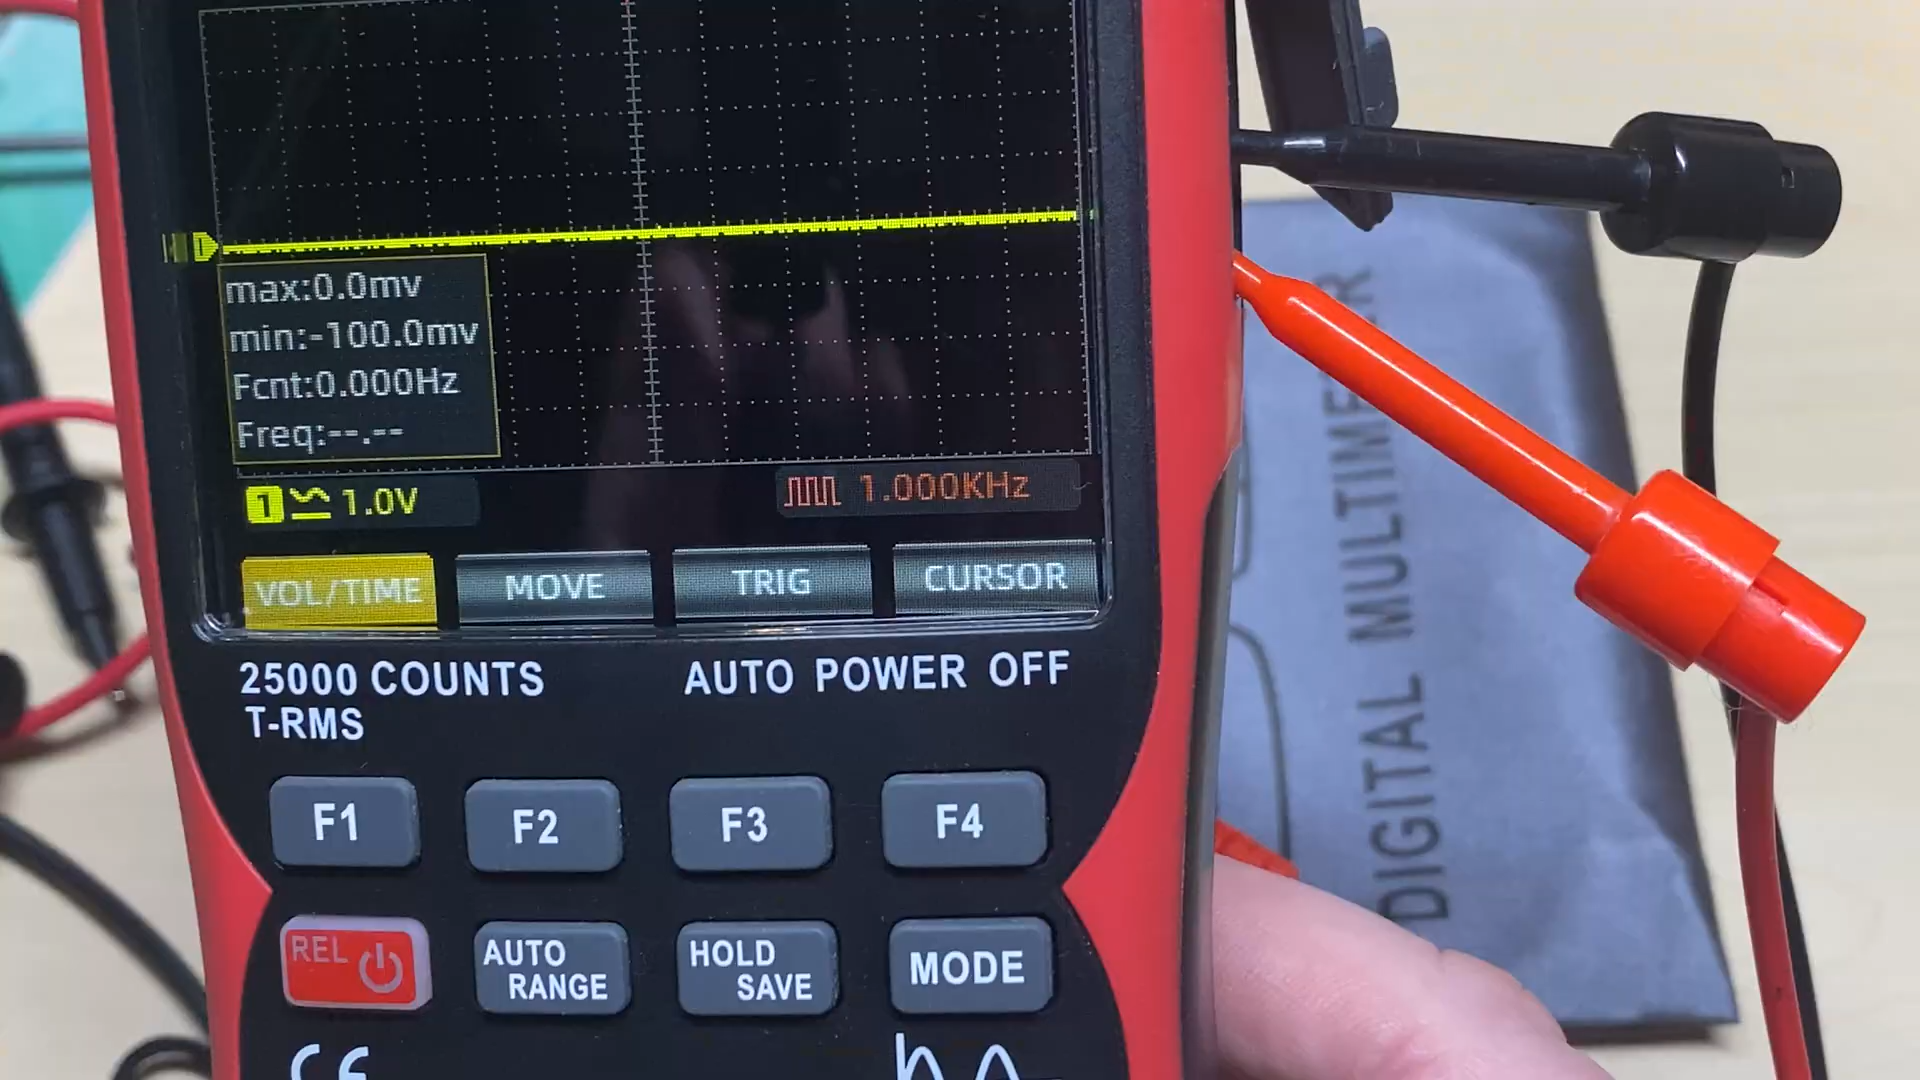 1
max:0.0mv
min:-100.0mv
Fcnt:0.000Hz
Freq:--.--
1 1.0V
1.000KHz
VOL/TIME MOVE TRIG CURSOR
25000 COUNTS AUTO POWER OFF
T-RMS
F1 F2 F3 F4
REL AUTO RANGE HOLD SAVE MODE
CE
DIGITAL MULTIMETER